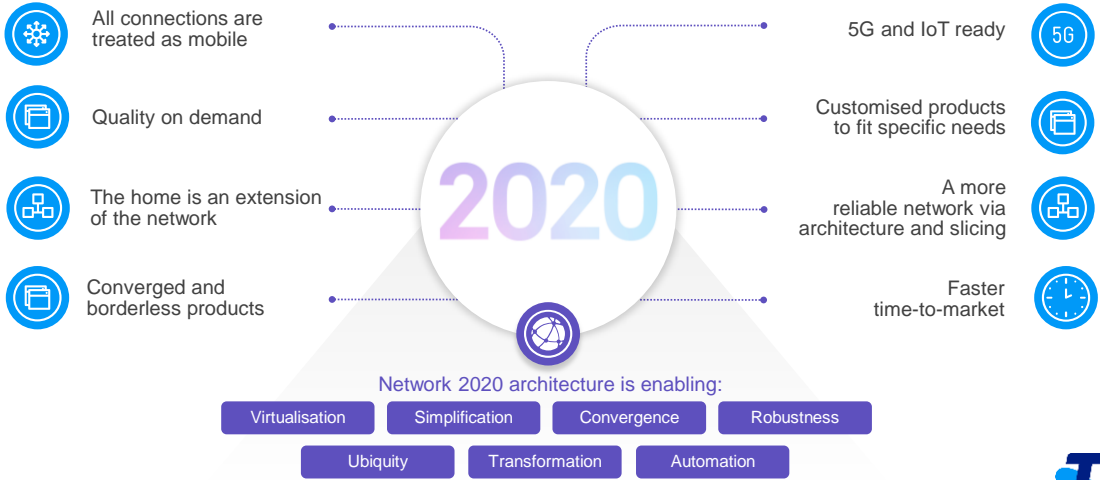 All connections are
treated as mobile
Quality on demand
The home is an extension
of the network
Converged and
borderless products
2020
5G and IoT ready
5G
Customised products
to fit specific needs
A more
reliable network via
architecture and slicing
Faster
time-to-market
Network 2020 architecture is enabling:
Virtualisation
Simplification
Convergence
Robustness
Ubiquity
Transformation
Automation
T